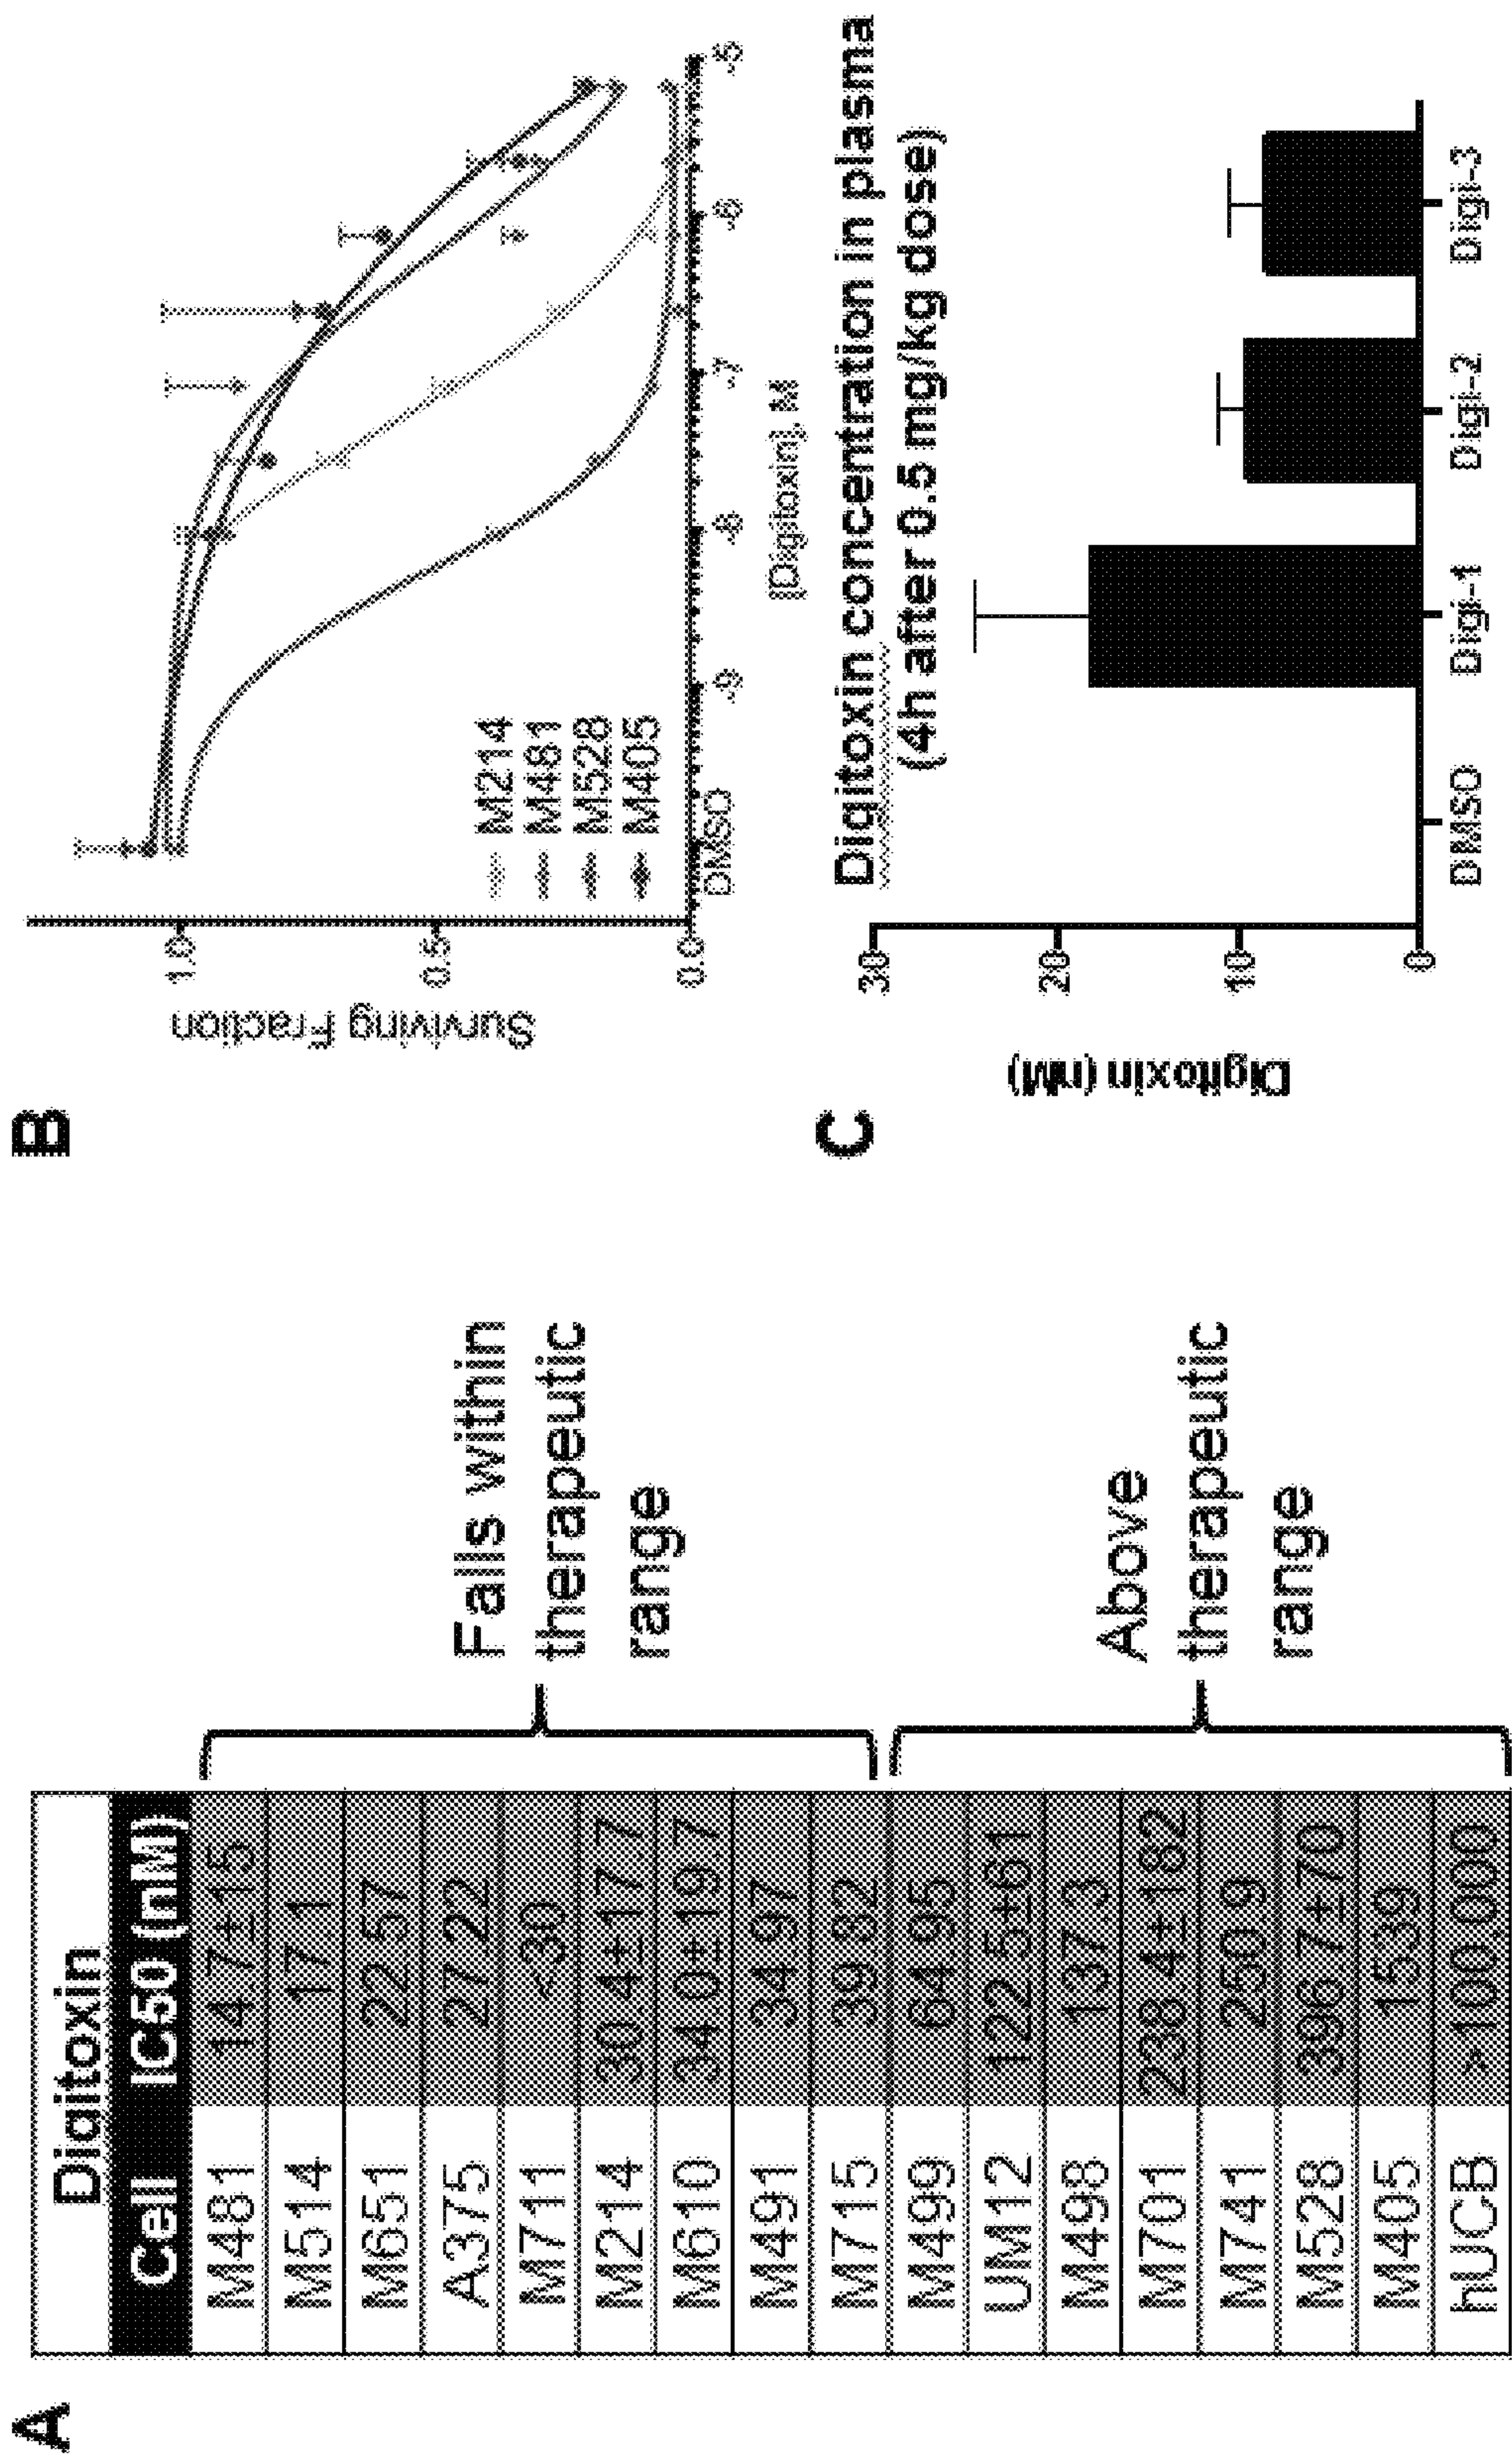 A
Digitoxin
Cell IC50 (nM)
M481 14.7±15
M514 17.1
M651 22.57
A375 27.22
M711 <30
M214 30.4±17.7
M610 34.0±19.7
M491 34.97
M715
M499 64.95
UM12 122.5±61
M498 137.3
M701 238.4±182
M741 250.9
M528 396.7±70
M405 1539
hUCB >100,000
Falls within
therapeutic
range
Above
therapeutic
range
B
Surviving Fraction
1.0
0.5
0.0
M214
M481
M528
M405
DMSO -9 -8 -7 -6 -5
[Digitoxin], M
C
Digitoxin concentration in plasma
(4h after 0.5 mg/kg dose)
Digitoxin (nM)
30
20
10
0
DMSO Digi-1 Digi-2 Digi-3